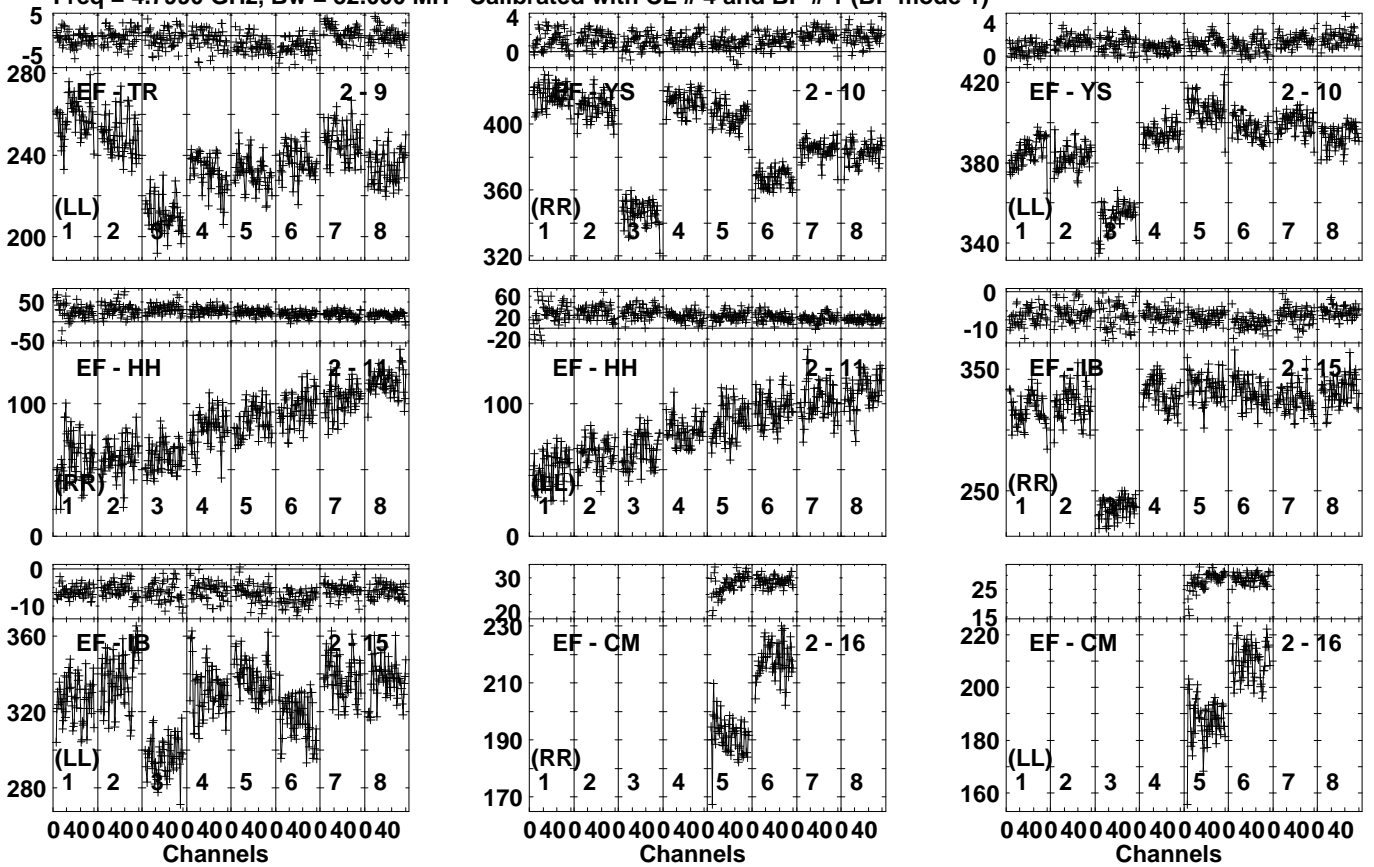 Freq = GHz, Bw = 32.000 MH Calibrated with CL # 4 and BP # 1 (BP mode 1)
5
-5
280
240
200
EF - TR 2 - 9
(LL)
1 2 3 4 5 6 7 8
4
0
400
360
320
EF - YS 2 - 10
(RR)
1 2 3 4 5 6 7 8
4
0
420
380
340
EF - YS 2 - 10
(LL)
1 2 3 4 5 6 7 8
50
-50
100
0
EF - HH 2 - 11
(RR)
1 2 3 4 5 6 7 8
60
20
-20
100
0
EF - HH 2 - 11
(LL)
1 2 3 4 5 6 7 8
0
-10
350
250
EF - IB 2 - 15
(RR)
1 2 3 4 5 6 7 8
0
-10
360
320
280
EF - IB 2 - 15
(LL)
1 2 3 4 5 6 7 8
0 40 0 40 0 40 0 40 0 40 0 40 0 40 0 40
Channels
30
20
230
210
190
170
EF - CM 2 - 16
(RR)
1 2 3 4 5 6 7 8
0 40 0 40 0 40 0 40 0 40 0 40 0 40 0 40
Channels
25
15
220
200
180
160
EF - CM 2 - 16
(LL)
1 2 3 4 5 6 7 8
0 40 0 40 0 40 0 40 0 40 0 40 0 40 0 40
Channels